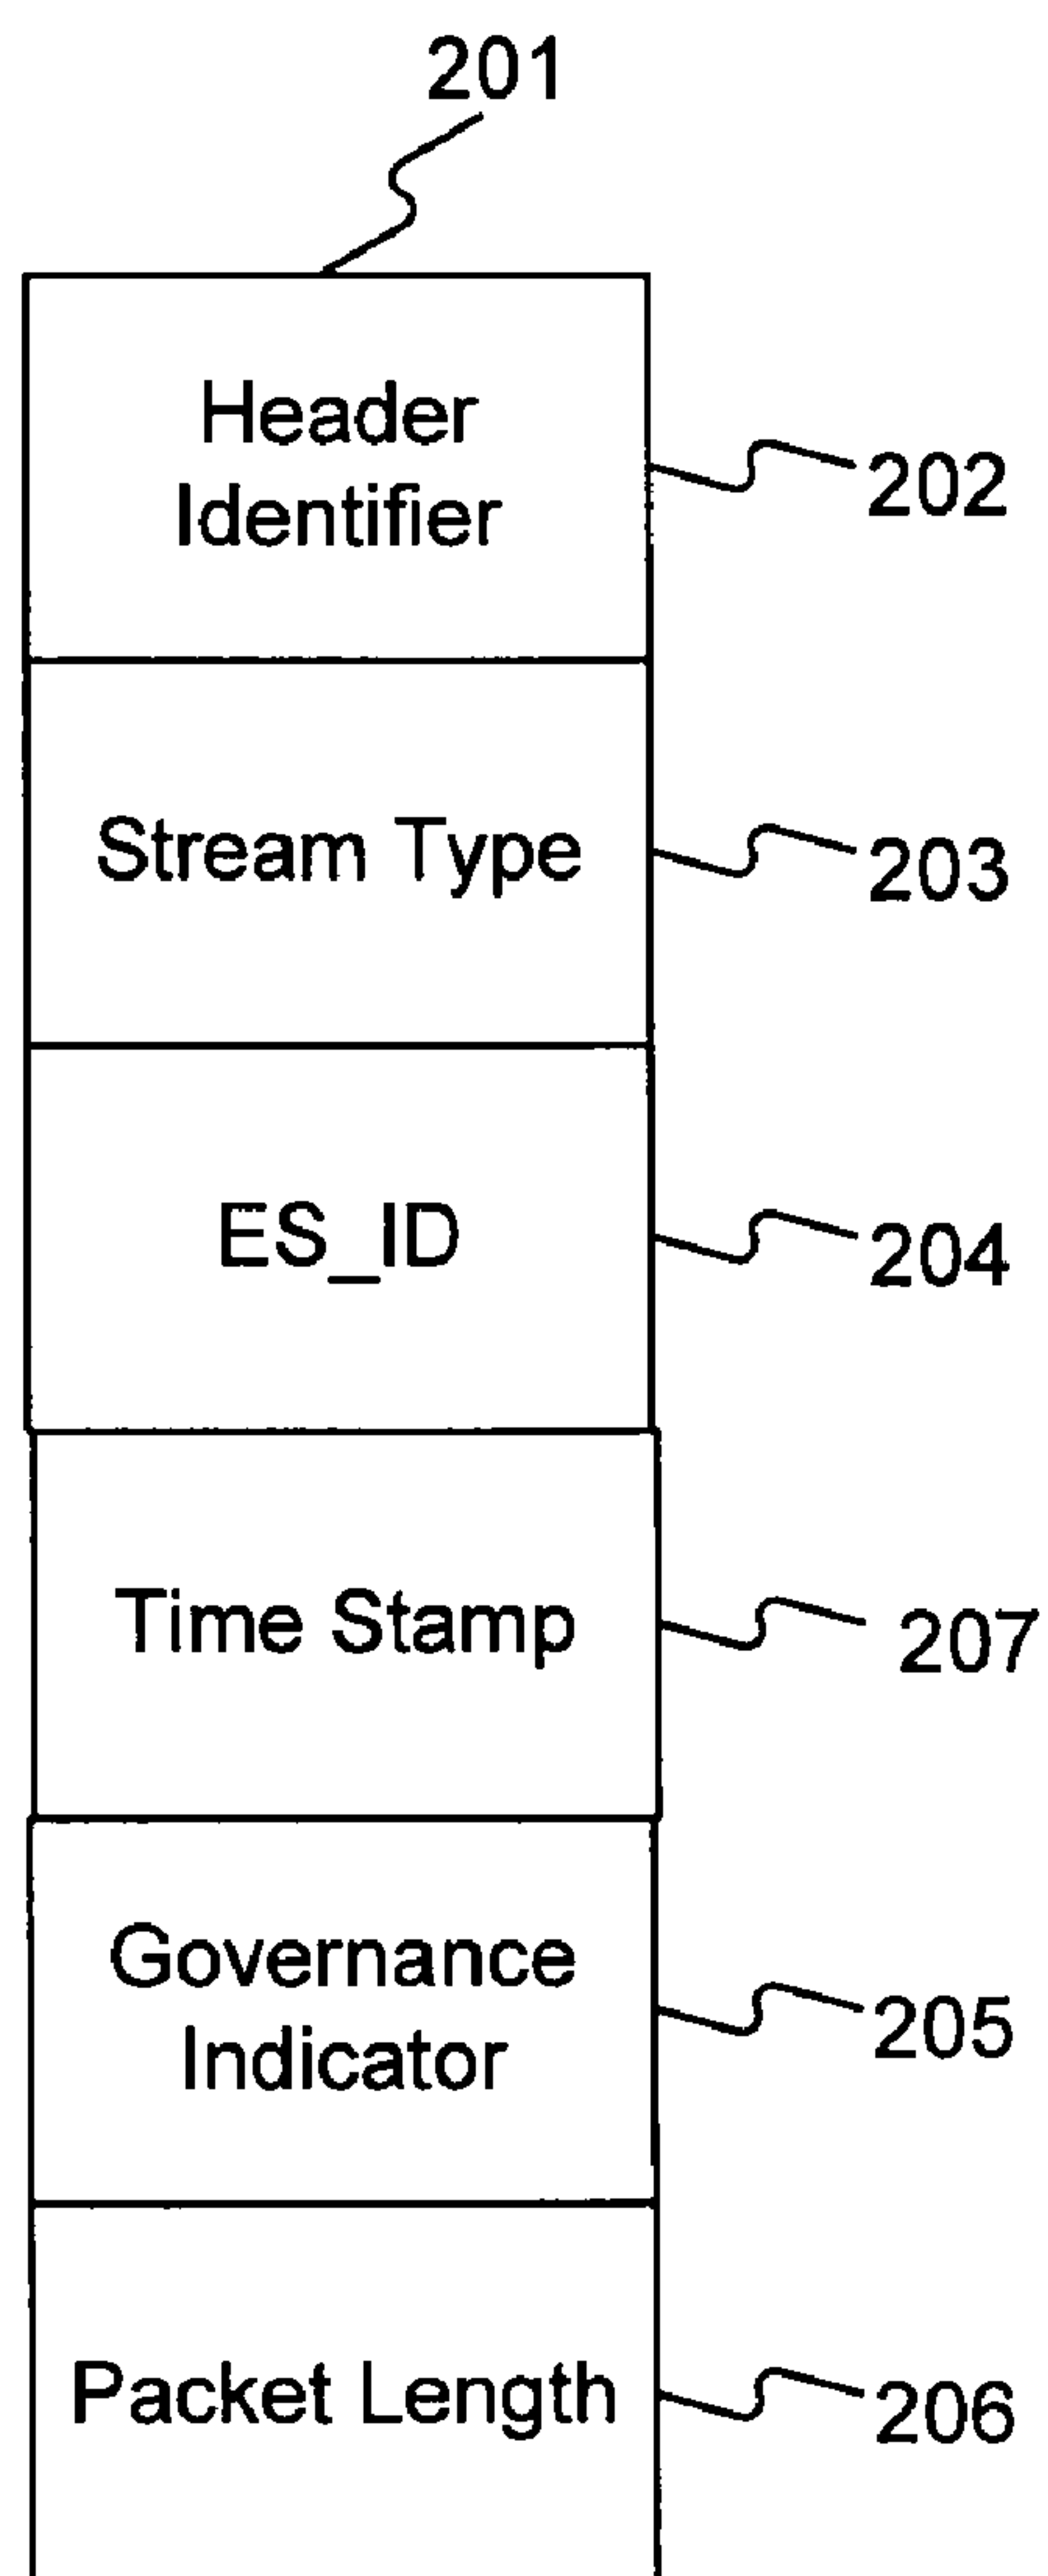 201
Header
Identifier
202
Stream Type
203
ES_ID
204
Time Stamp
207
Governance
Indicator
205
Packet Length
206